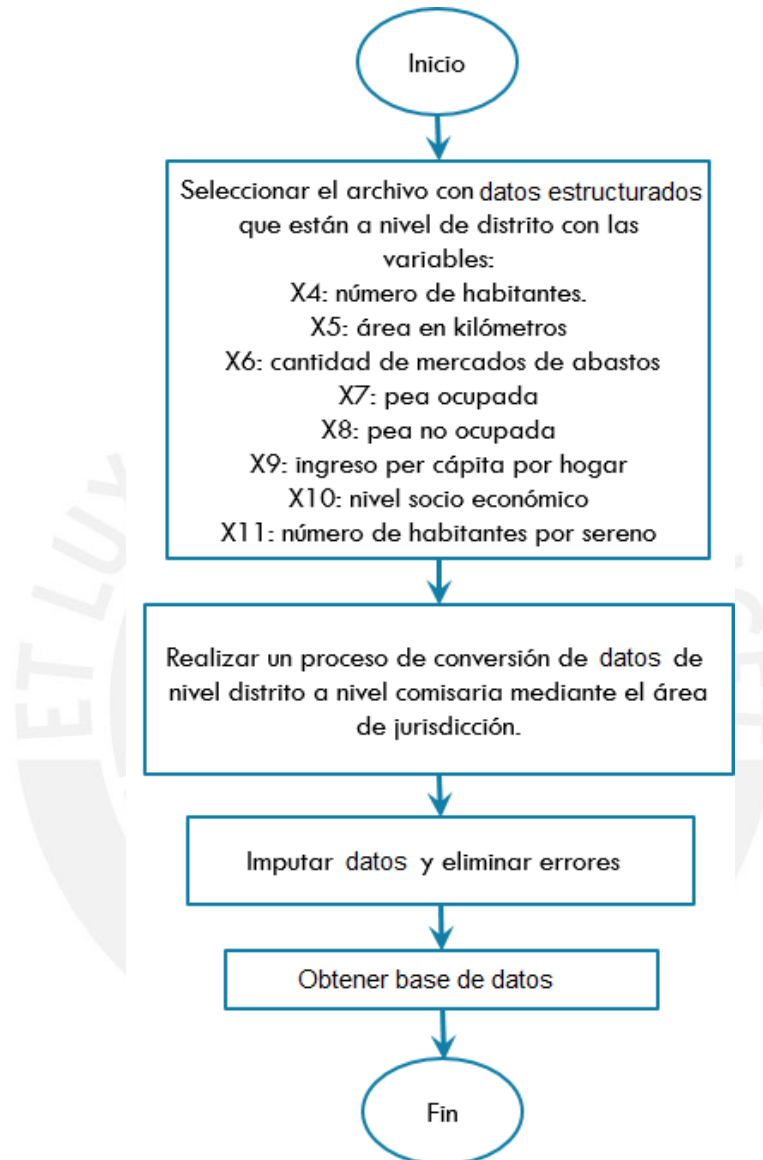 Inicio
Seleccionar el archivo con datos estructurados
que están a nivel de distrito con las
variables:
X4: número de habitantes.
X5: área en kilómetros
X6: cantidad de mercados de abastos
X7: pea ocupada
X8: pea no ocupada
X9: ingreso per cápita por hogar
X10: nivel socio económico
X11: número de habitantes por sereno
Realizar un proceso de conversión de datos de
nivel distrito a nivel comisaria mediante el área
de jurisdicción.
Imputar datos y eliminar errores
Obtener base de datos
Fin
ET LUX